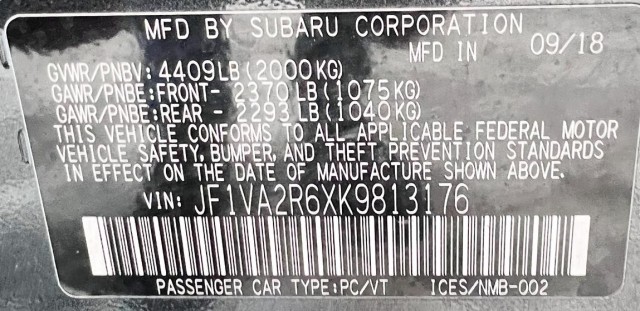 MFD BY SUBARU CORPORATION
MFD IN 09/18
GVWR/PNBV: 4409LB(2000KG)
GAWR/PNBE:FRONT- 2370LB(1075KG)
GAWR/PNBE:REAR - 2293LB(1040KG)
THIS VEHICLE CONFORMS TO ALL APPLICABLE FEDERAL MOTOR
VEHICLE SAFETY, BUMPER, AND THEFT PREVENTION STANDARDS
IN EFFECT ON THE DATE OF MANUFACTURE SHOWN ABOVE.
VIN: JF1VA2R6XK9813176
PASSENGER CAR TYPE:PC/VT ICES/NMB-002